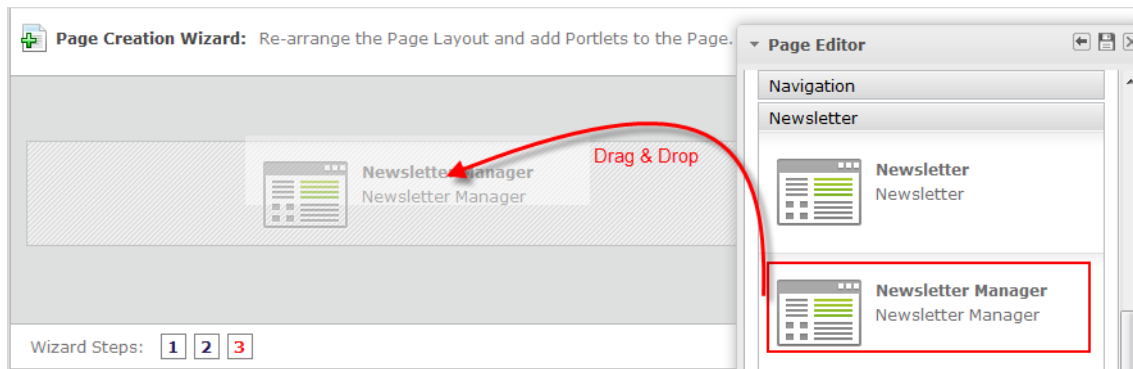 Page Creation Wizard: Re-arrange the Page Layout and add Portlets to the Page.
Page Editor
Navigation
Newsletter
Drag & Drop
Newsletter Manager
Newsletter Manager
Newsletter
Newsletter
Newsletter Manager
Newsletter Manager
Wizard Steps: 1 2 3